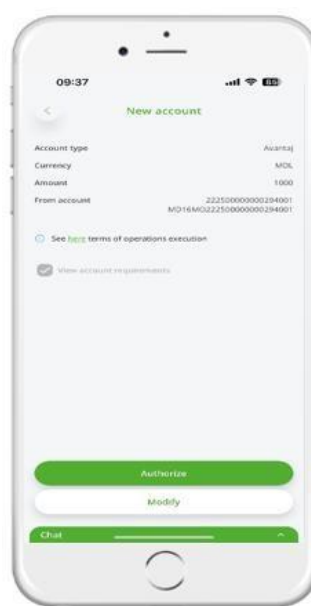 09:37
85
New account
Account type Avantaj
Currency MDL
Amount 1000
From account 2225000000000294001
MD16MO2225000000000294001
See here terms of operations execution
View account requirements
Authorize
Modify
Chat